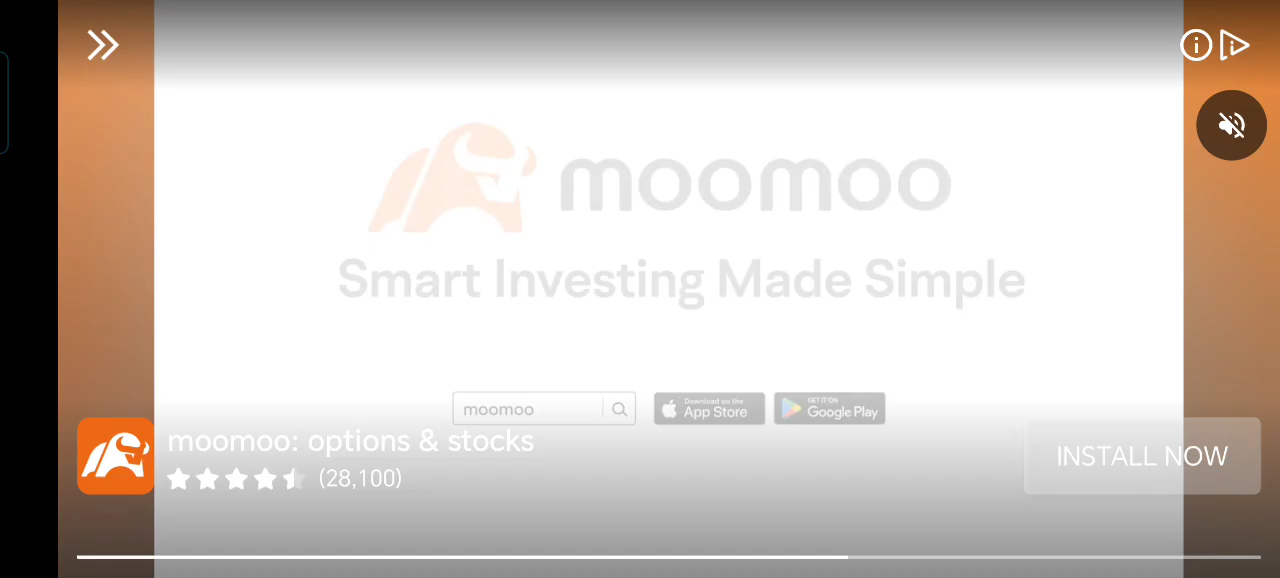 moomoo
Smart Investing Made Simple
moomoo
Download on the
App Store
GET IT ON
Google Play
moomoo: options & stocks
(28,100)
INSTALL NOW